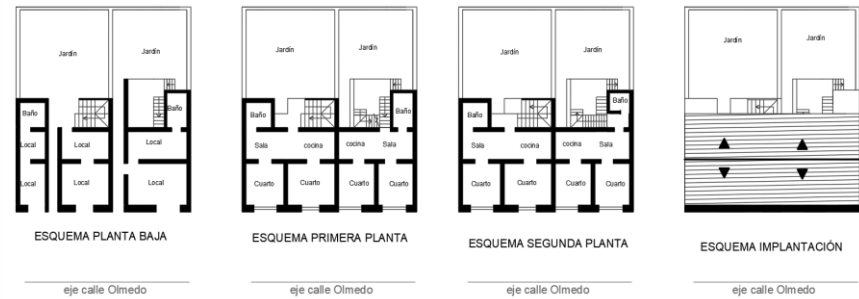 Jardín
Jardín
Baño
Baño
Local
Local
Local
Local
Local
Local
ESQUEMA PLANTA BAJA
eje calle Olmedo
Jardín
Jardín
Baño
Baño
Sala
cocina
cocina
Sala
Cuarto
Cuarto
Cuarto
Cuarto
ESQUEMA PRIMERA PLANTA
eje calle Olmedo
Jardín
Jardín
Baño
Baño
Sala
cocina
cocina
Sala
Cuarto
Cuarto
Cuarto
Cuarto
ESQUEMA SEGUNDA PLANTA
eje calle Olmedo
Jardín
Jardín
ESQUEMA IMPLANTACIÓN
eje calle Olmedo